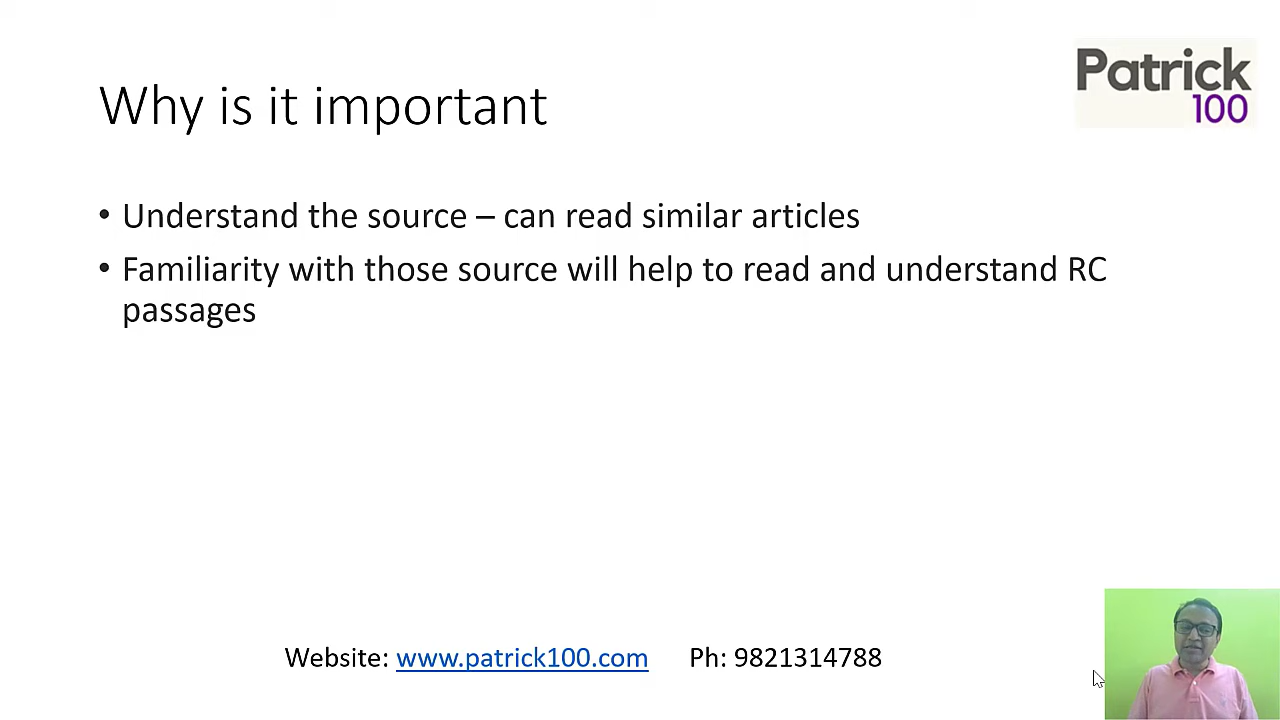 Patrick
100
Why is it important
• Understand the source – can read similar articles
• Familiarity with those source will help to read and understand RC
passages
Website: www.patrick100.com Ph: 9821314788